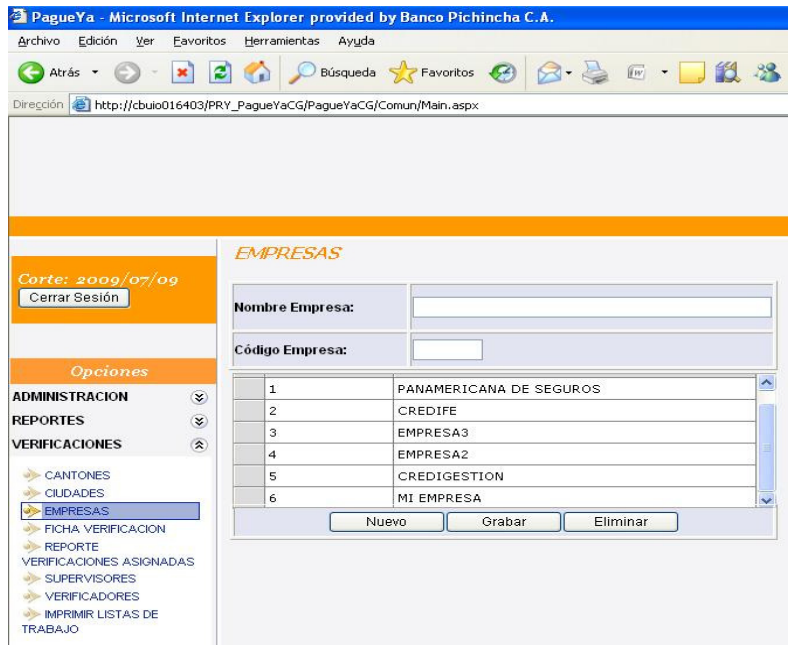 PagueYa - Microsoft Internet Explorer provided by Banco Pichincha C.A.
Archivo Edición Ver Favoritos Herramientas Ayuda
Atrás Búsqueda Favoritos
Dirección http://cbuio016403/PRY_PagueYaCG/PagueYaCG/Comun/Main.aspx
Corte: 2009/07/09
Cerrar Sesión
Opciones
ADMINISTRACION
REPORTES
VERIFICACIONES
CANTONES
CIUDADES
EMPRESAS
FICHA VERIFICACION
REPORTE
VERIFICACIONES ASIGNADAS
SUPERVISORES
VERIFICADORES
IMPRIMIR LISTAS DE
TRABAJO
EMPRESAS
Nombre Empresa:
Código Empresa:
1 PANAMERICANA DE SEGUROS
2 CREDIFE
3 EMPRESA3
4 EMPRESA2
5 CREDIGESTION
6 MI EMPRESA
Nuevo Grabar Eliminar